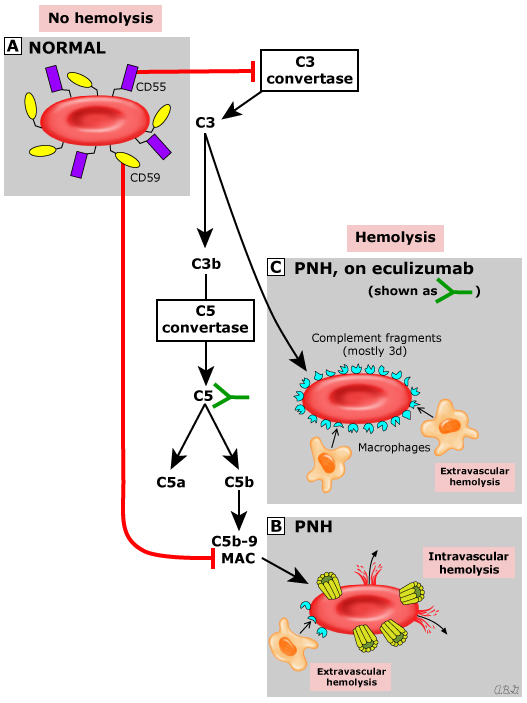 No hemolysis
A NORMAL
CD55
CD59
C3
convertase
C3
C3b
C5
convertase
C5
C5a
C5b
C5b-9
MAC
Hemolysis
C PNH, on eculizumab
(shown as )
Complement fragments
(mostly 3d)
Macrophages
Extravascular
hemolysis
B PNH
Intravascular
hemolysis
Extravascular
hemolysis